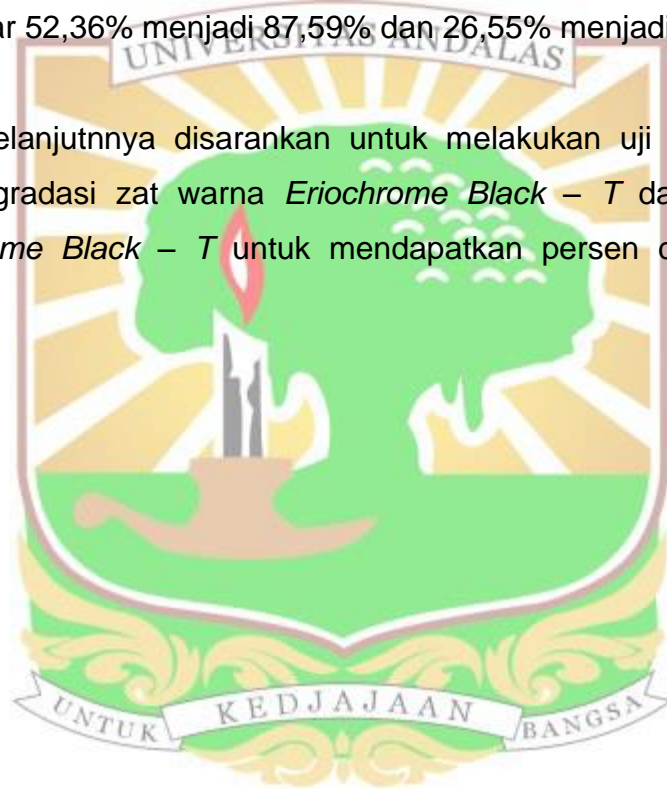 ar 52,36% menjadi 87,59% dan 26,55% menjadi
UNIVERSITAS ANDALAS
elanjutnnya disarankan untuk melakukan uji
gradasi zat warna Eriochrome Black – T da
me Black – T untuk mendapatkan persen d
UNTUK KEDJAJAAN BANGSA